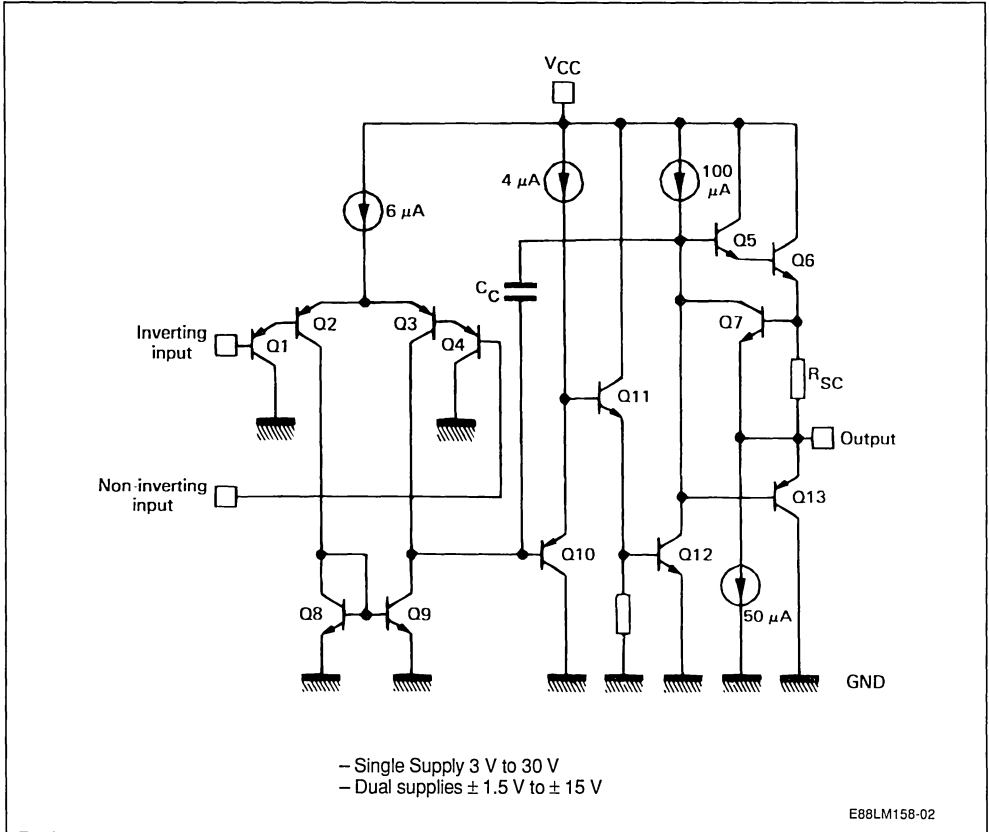 VCC
4 μA
100
μA
6 μA
Q5
Q6
CC
Q2
Q3
Q7
Inverting
input
Q1
Q4
RSC
Q11
Output
Non-inverting
input
Q13
Q10
Q12
Q8
Q9
50 μA
GND
– Single Supply 3 V to 30 V
– Dual supplies ± 1.5 V to ± 15 V
E88LM158-02